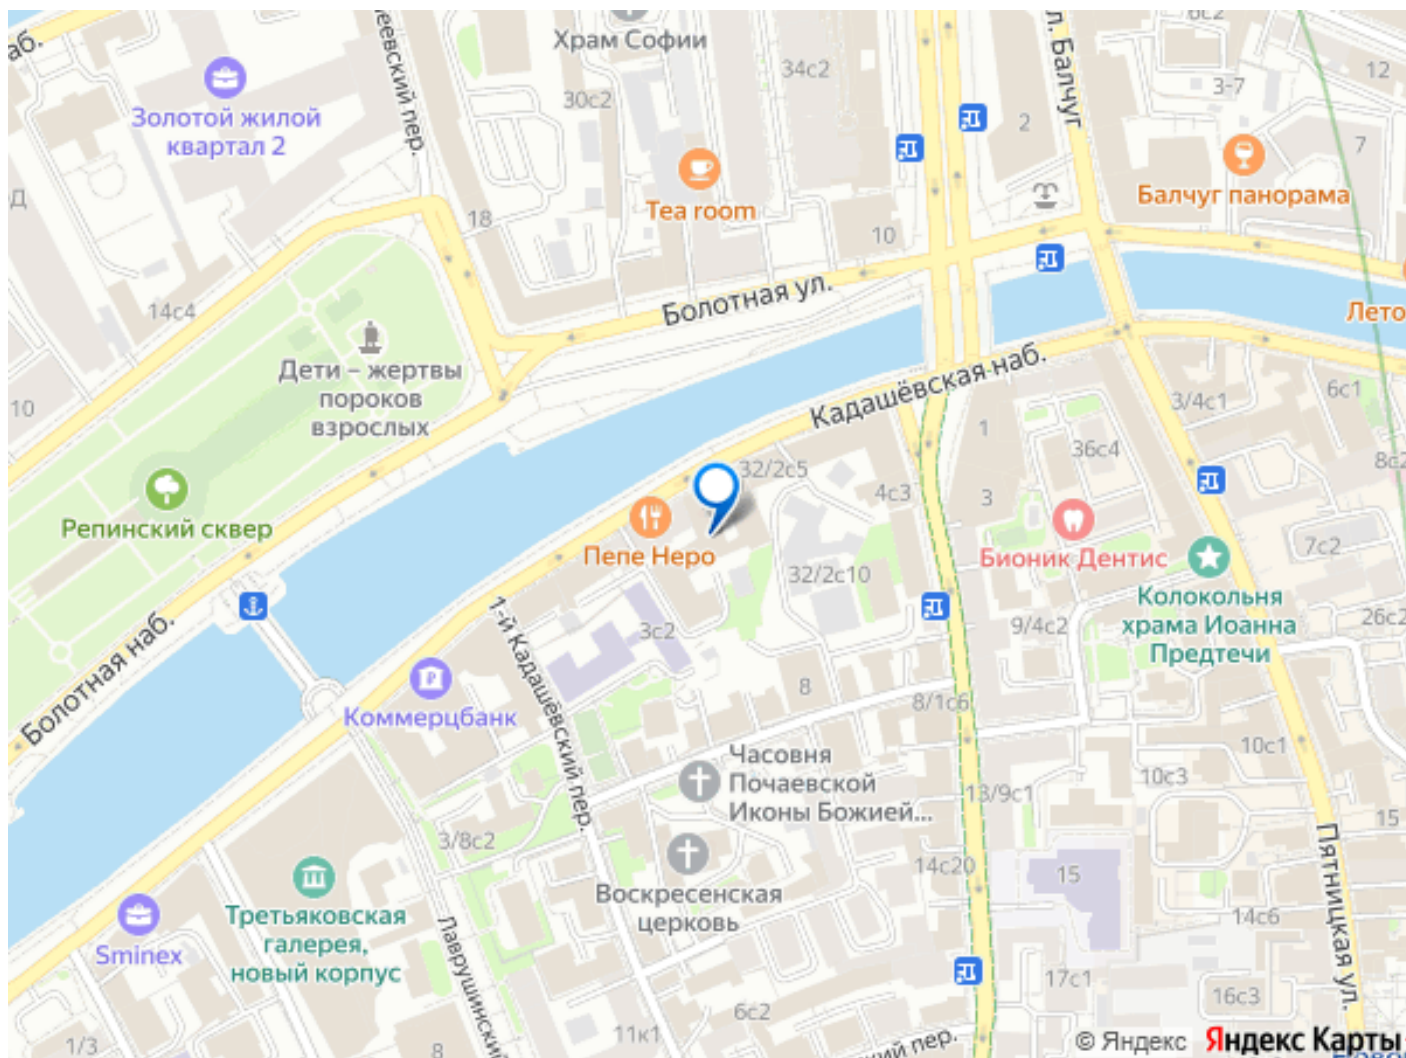 аб.
Храм Софии
6с2
34с2
12
3-7
Золотой жилой
квартал 2
еевский пер.
30с2
л. Балчуг
2
7
Балчуг панорама
Д
Tea room
18
10
14с4
Болотная ул.
Лето
Дети – жертвы
пороков
взрослых
Кадашёвская наб.
10
3/4с1
6с1
1
36с4
8с2
32/2с5
4с3
3
Репинский сквер
Пепе Неро
Бионик Дентис
7с2
32/2с10
Колокольня
храма Иоанна
Предтечи
26с2
3с2
9/4с2
1-й Кадашёвский пер.
Болотная наб.
8
8/1с6
Коммерцбанк
10с1
Часовня
Почаевской
Иконы Божией...
10с3
13/9с1
15
3/8с2
14с20
15
Воскресенская
церковь
Пятницкая ул.
Третьяковская
галерея,
новый корпус
14с6
Sminex
Лаврушинский
17с1
16с3
6с2
11к1
1/3
8
кий пер.
© Яндекс
Яндекс Карты